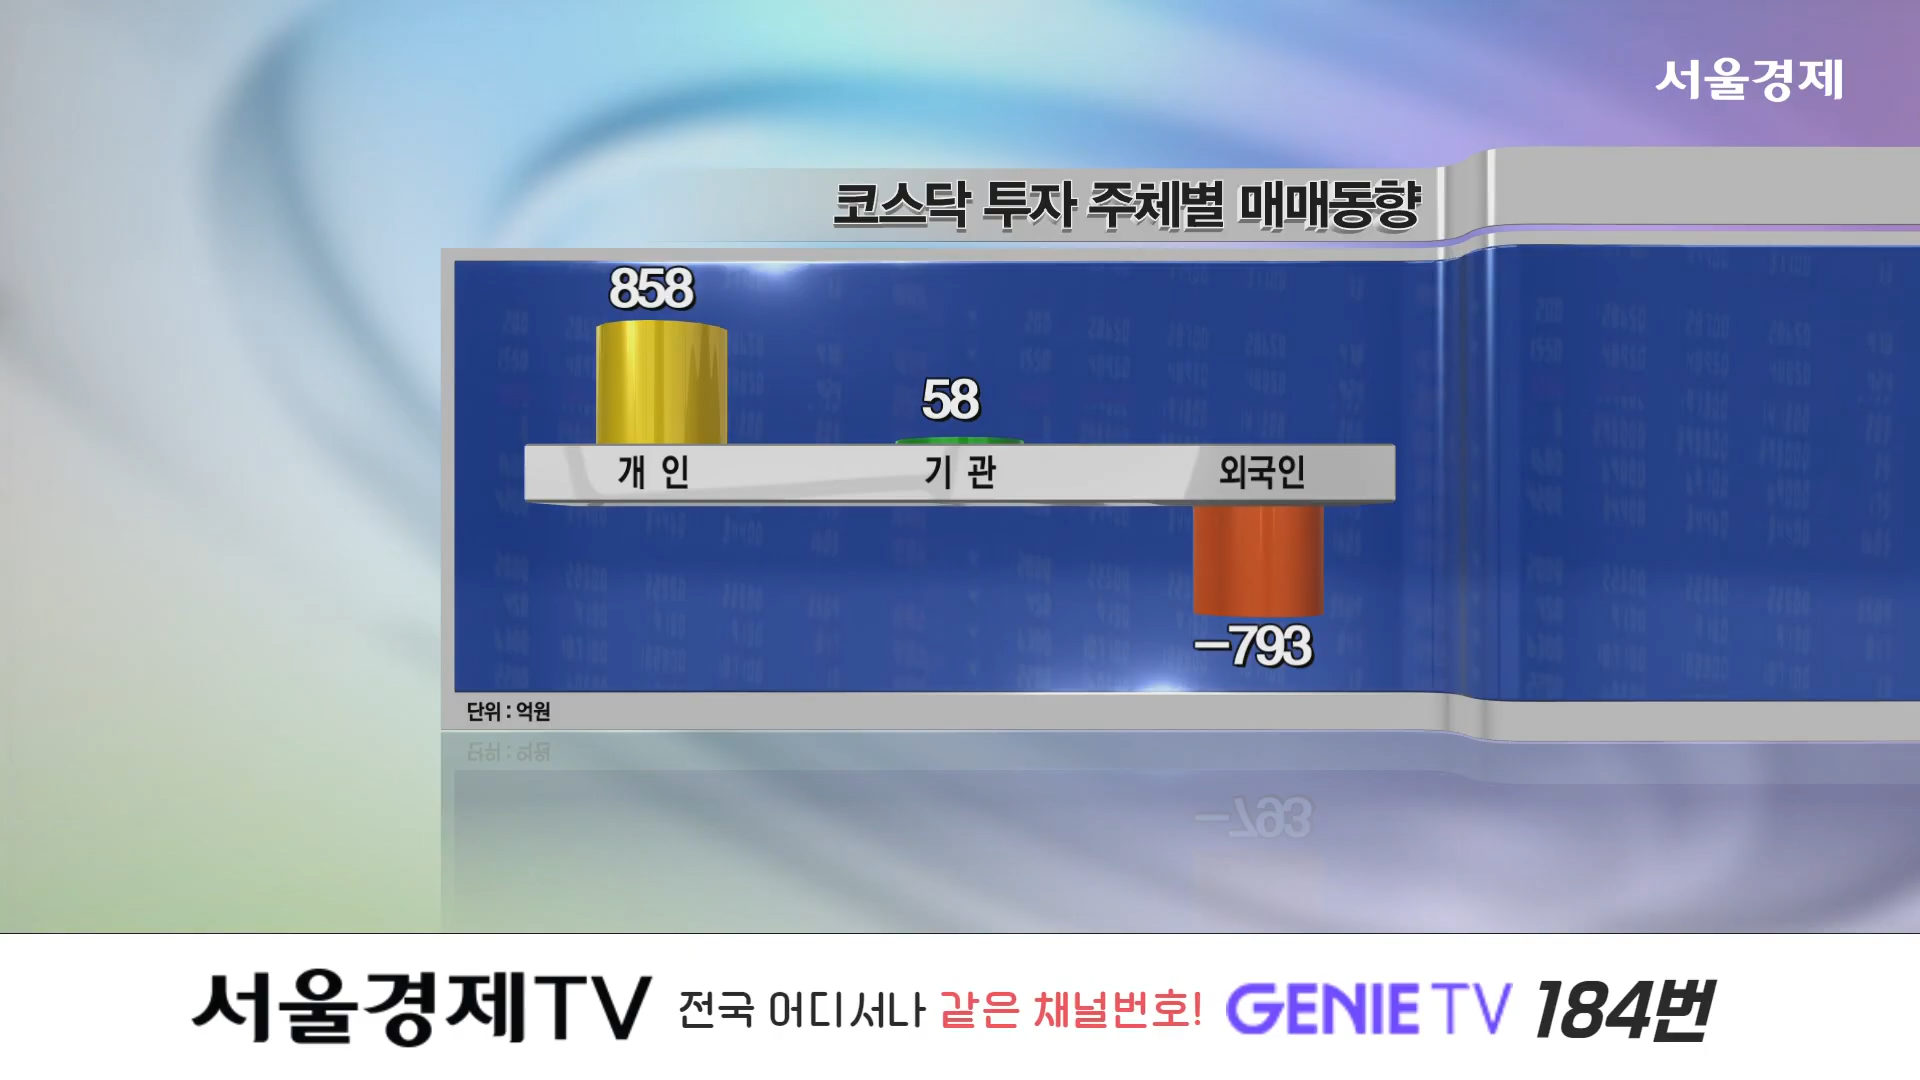 서울경제
코스닥 투자 주체별 매매동향
858
58
개 인 기 관 외국인
-793
단위 : 억원
서울경제TV 전국 어디서나 같은 채널번호! GENIE TV 184번